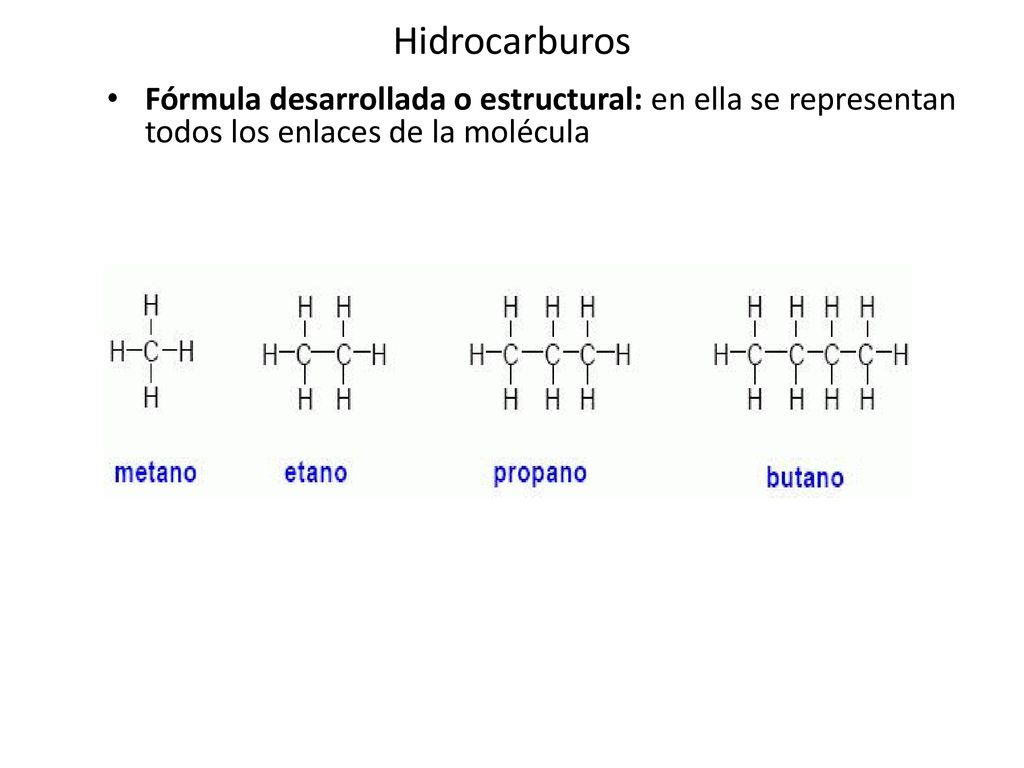 Hidrocarburos
• Fórmula desarrollada o estructural: en ella se representan
todos los enlaces de la molécula
H H H H H H H H H H
H–C–H H–C–C–H H–C–C–C–H H–C–C–C–C–H
H H H H H H H H H H
metano etano propano butano